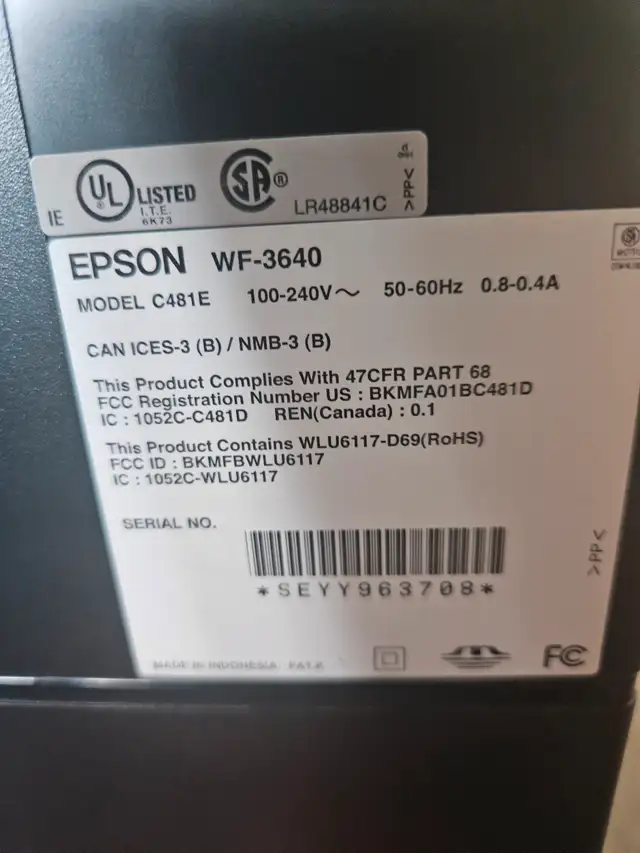 UL LISTED
I.T.E.
6K73
IE
SA ®
LR48841C
>PP<
EPSON WF-3640
MODEL C481E 100-240V～ 50-60Hz 0.8-0.4A
CAN ICES-3 (B) / NMB-3 (B)
This Product Complies With 47CFR PART 68
FCC Registration Number US : BKMFA01BC481D
IC : 1052C-C481D REN(Canada) : 0.1
This Product Contains WLU6117-D69(RoHS)
FCC ID : BKMFBWLU6117
IC : 1052C-WLU6117
SERIAL NO.
*SEYY963708*
>PP<
MADE IN INDONESIA
FC